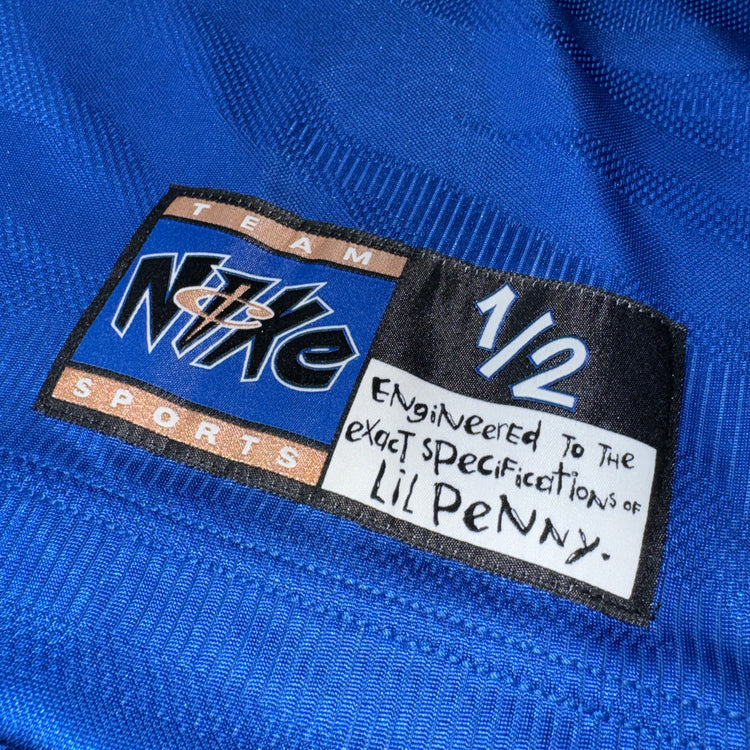 TEAM
NIKE
SPORTS
1/2
ENgiNeerED To THE
exacT SPeciFicaTioNs OF
LiL PeNNy.